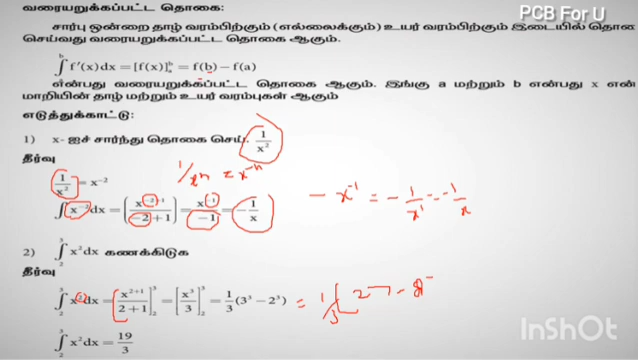 PCB For U
வரையறுக்கப்பட்ட தொகை:
சார்பு ஒன்றை தாழ் வரம்பிற்கும் (எல்லைக்கும்) உயர் வரம்பிற்கும் இடையில் தொகை
செய்வது வரையறுக்கப்பட்ட தொகை ஆகும்.
∫ₐᵇ f'(x)dx = [f(x)]ₐᵇ = f(b) − f(a)
என்பது வரையறுக்கப்பட்ட தொகை ஆகும். இங்கு a மற்றும் b என்பது x என்
மாறியின் தாழ் மற்றும் உயர் வரம்புகள் ஆகும்
எடுத்துக்காட்டு:
1) x- ஐச் சார்ந்து தொகை செய். 1/x²
தீர்வு
1/x² = x⁻² 1/xⁿ = x⁻ⁿ
∫x⁻²dx = (x⁻²⁺¹/−2+1) = x⁻¹/−1 = −1/x − x⁻¹ = − 1/x¹ = −1/x
2) ∫₂³ x²dx கணக்கிடுக
தீர்வு
∫₂³ x²dx = [x²⁺¹/2+1]₂³ = [x³/3]₂³ = 1/3(3³ − 2³) = 1/3[27 − 8
∫₂³ x²dx = 19/3
InShOt